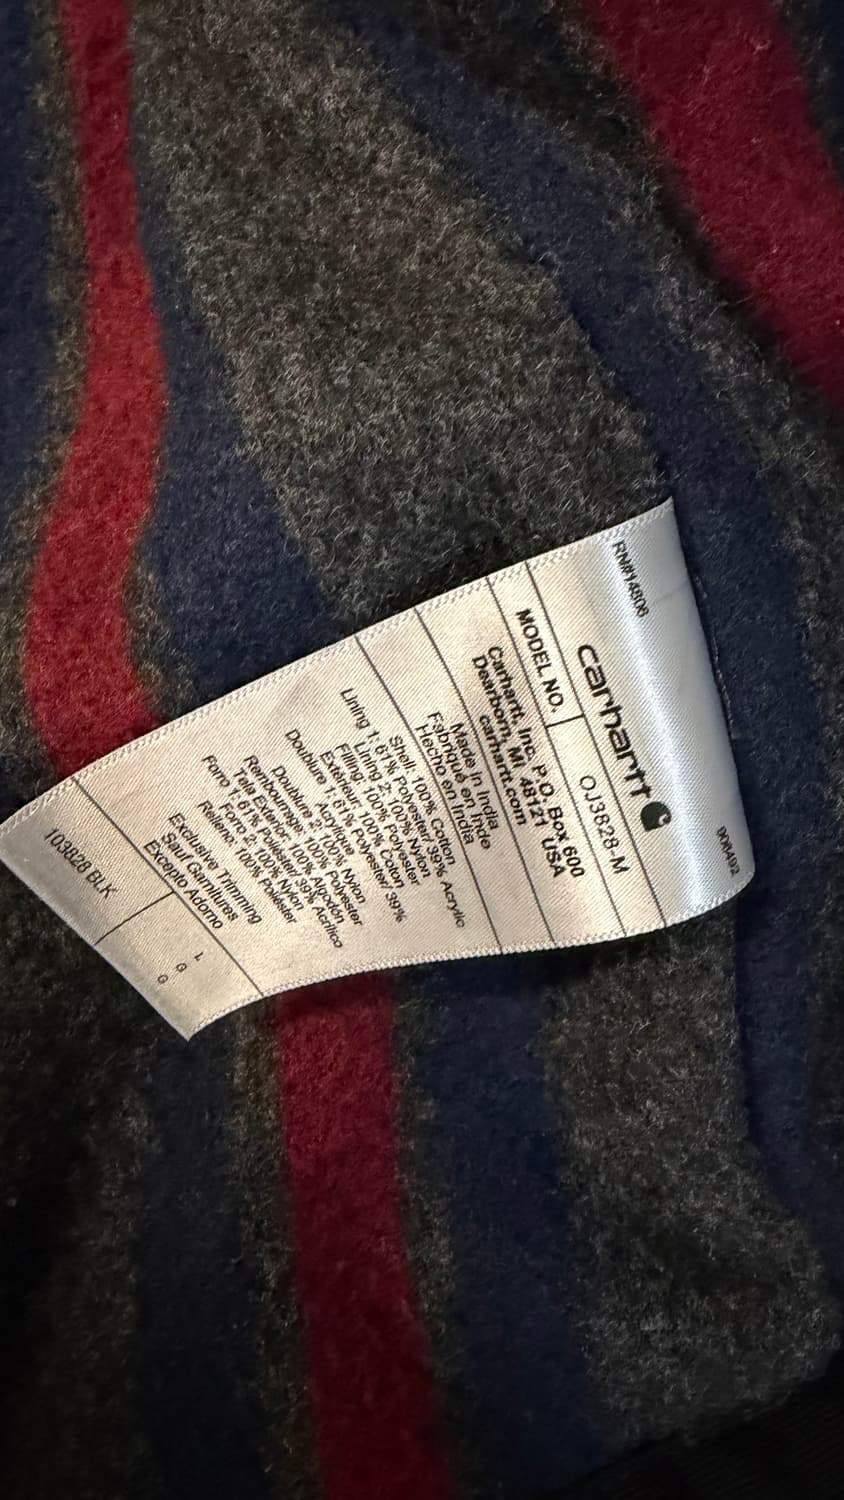 RN#14806
906492
carhartt
MODEL NO. OJ3828-M
Carhartt, Inc. P.O. Box 600
Dearborn, MI 48121 USA
carhartt.com
Made in India
Fabriqué en Inde
Hecho en India
Shell: 100% Cotton
Lining 1: 61% Polyester/ 39% Acrylic
Lining 2: 100% Nylon
Filling: 100% Polyester
Extérieur: 100% Coton
Doublure 1: 61% Polyester/ 39%
Acrylique
Doublure 2: 100% Nylon
Rembourrage: 100% Polyester
Tela Exterior: 100% Algodón
Forro 1: 61% Poliéster/ 39% Acrílico
Forro 2: 100% Nylon
Relleno: 100% Poliéster
Exclusive Trimming
Sauf Garnitures
Excepto Adorno
103828 BLK
L
G
G